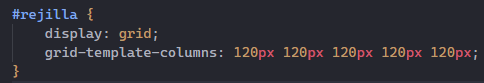 #rejilla {
    display: grid;
    grid-template-columns: 120px 120px 120px 120px 120px;
}